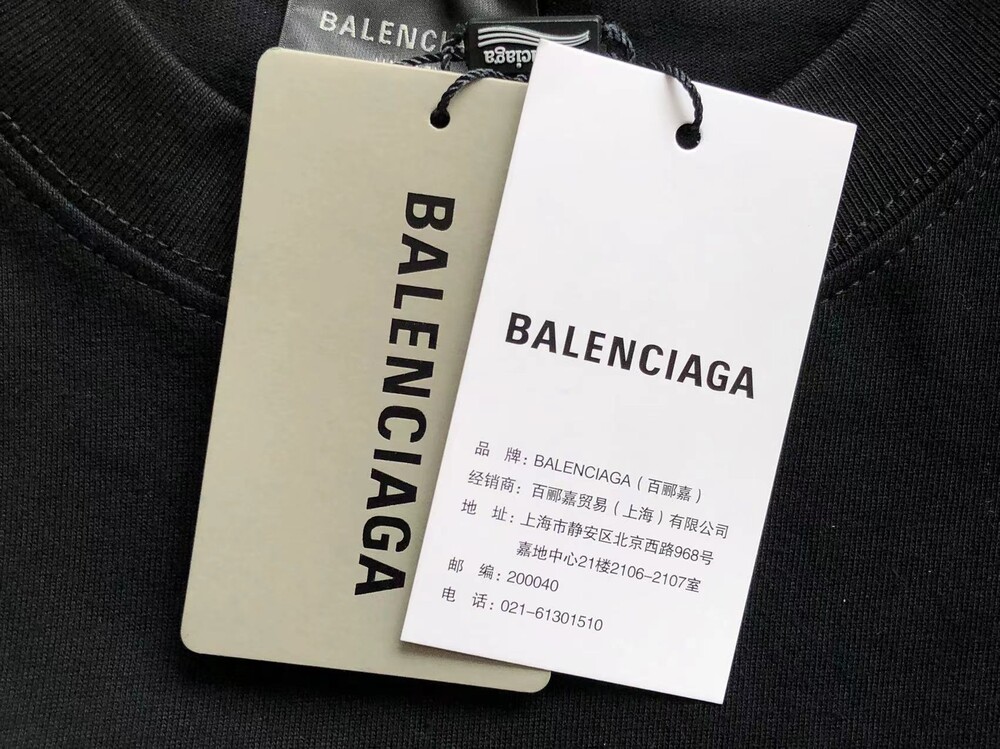 BALENCI
BALENCIAGA
BALENCIAGA
品 牌: BALENCIAGA（百郦嘉）
经销商: 百郦嘉贸易（上海）有限公司
地 址: 上海市静安区北京西路968号
嘉地中心21楼2106-2107室
邮 编: 200040
电 话: 021-61301510